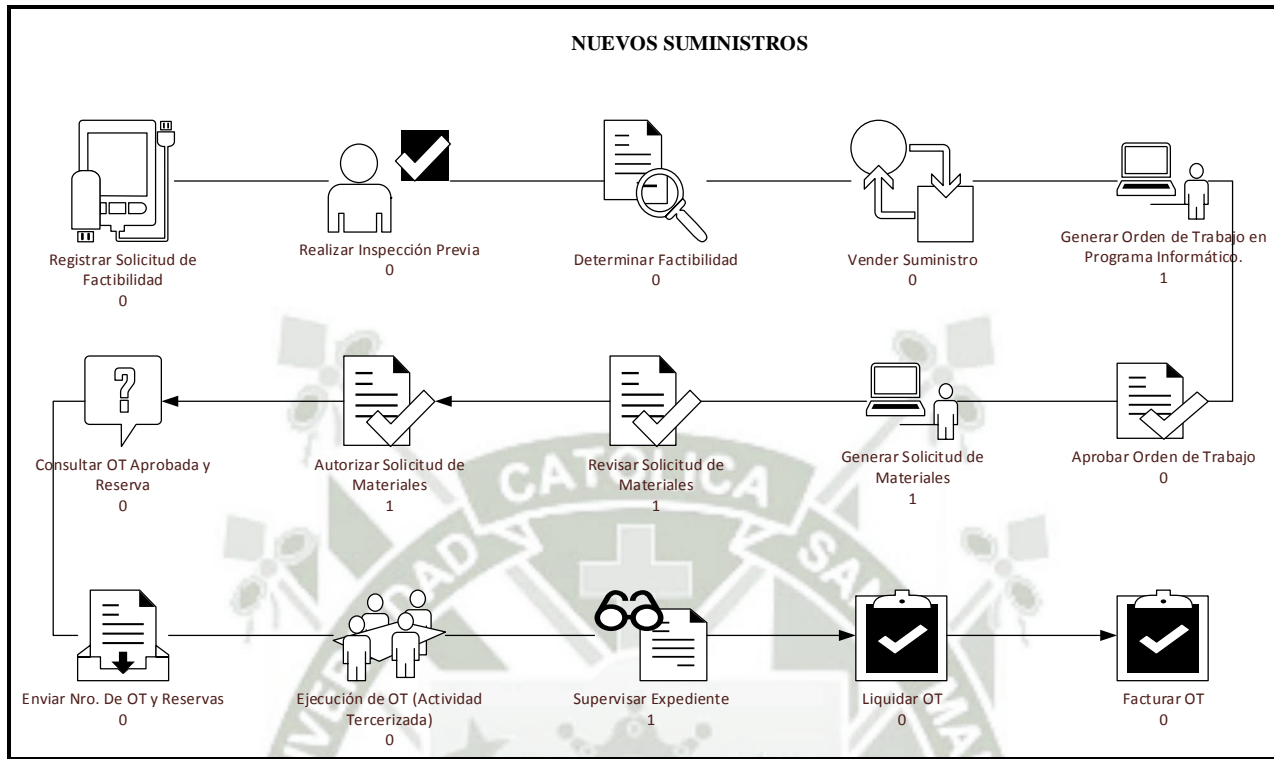 NUEVOS SUMINISTROS
Registrar Solicitud de
Factibilidad
0
Realizar Inspección Previa
0
Determinar Factibilidad
0
Vender Suministro
0
Generar Orden de Trabajo en
Programa Informático.
1
?
Consultar OT Aprobada y
Reserva
0
Autorizar Solicitud de
Materiales
1
Revisar Solicitud de
Materiales
1
Generar Solicitud de
Materiales
1
Aprobar Orden de Trabajo
0
Enviar Nro. De OT y Reservas
0
Ejecución de OT (Actividad
Tercerizada)
0
Supervisar Expediente
1
Liquidar OT
0
Facturar OT
0
CATOLICA